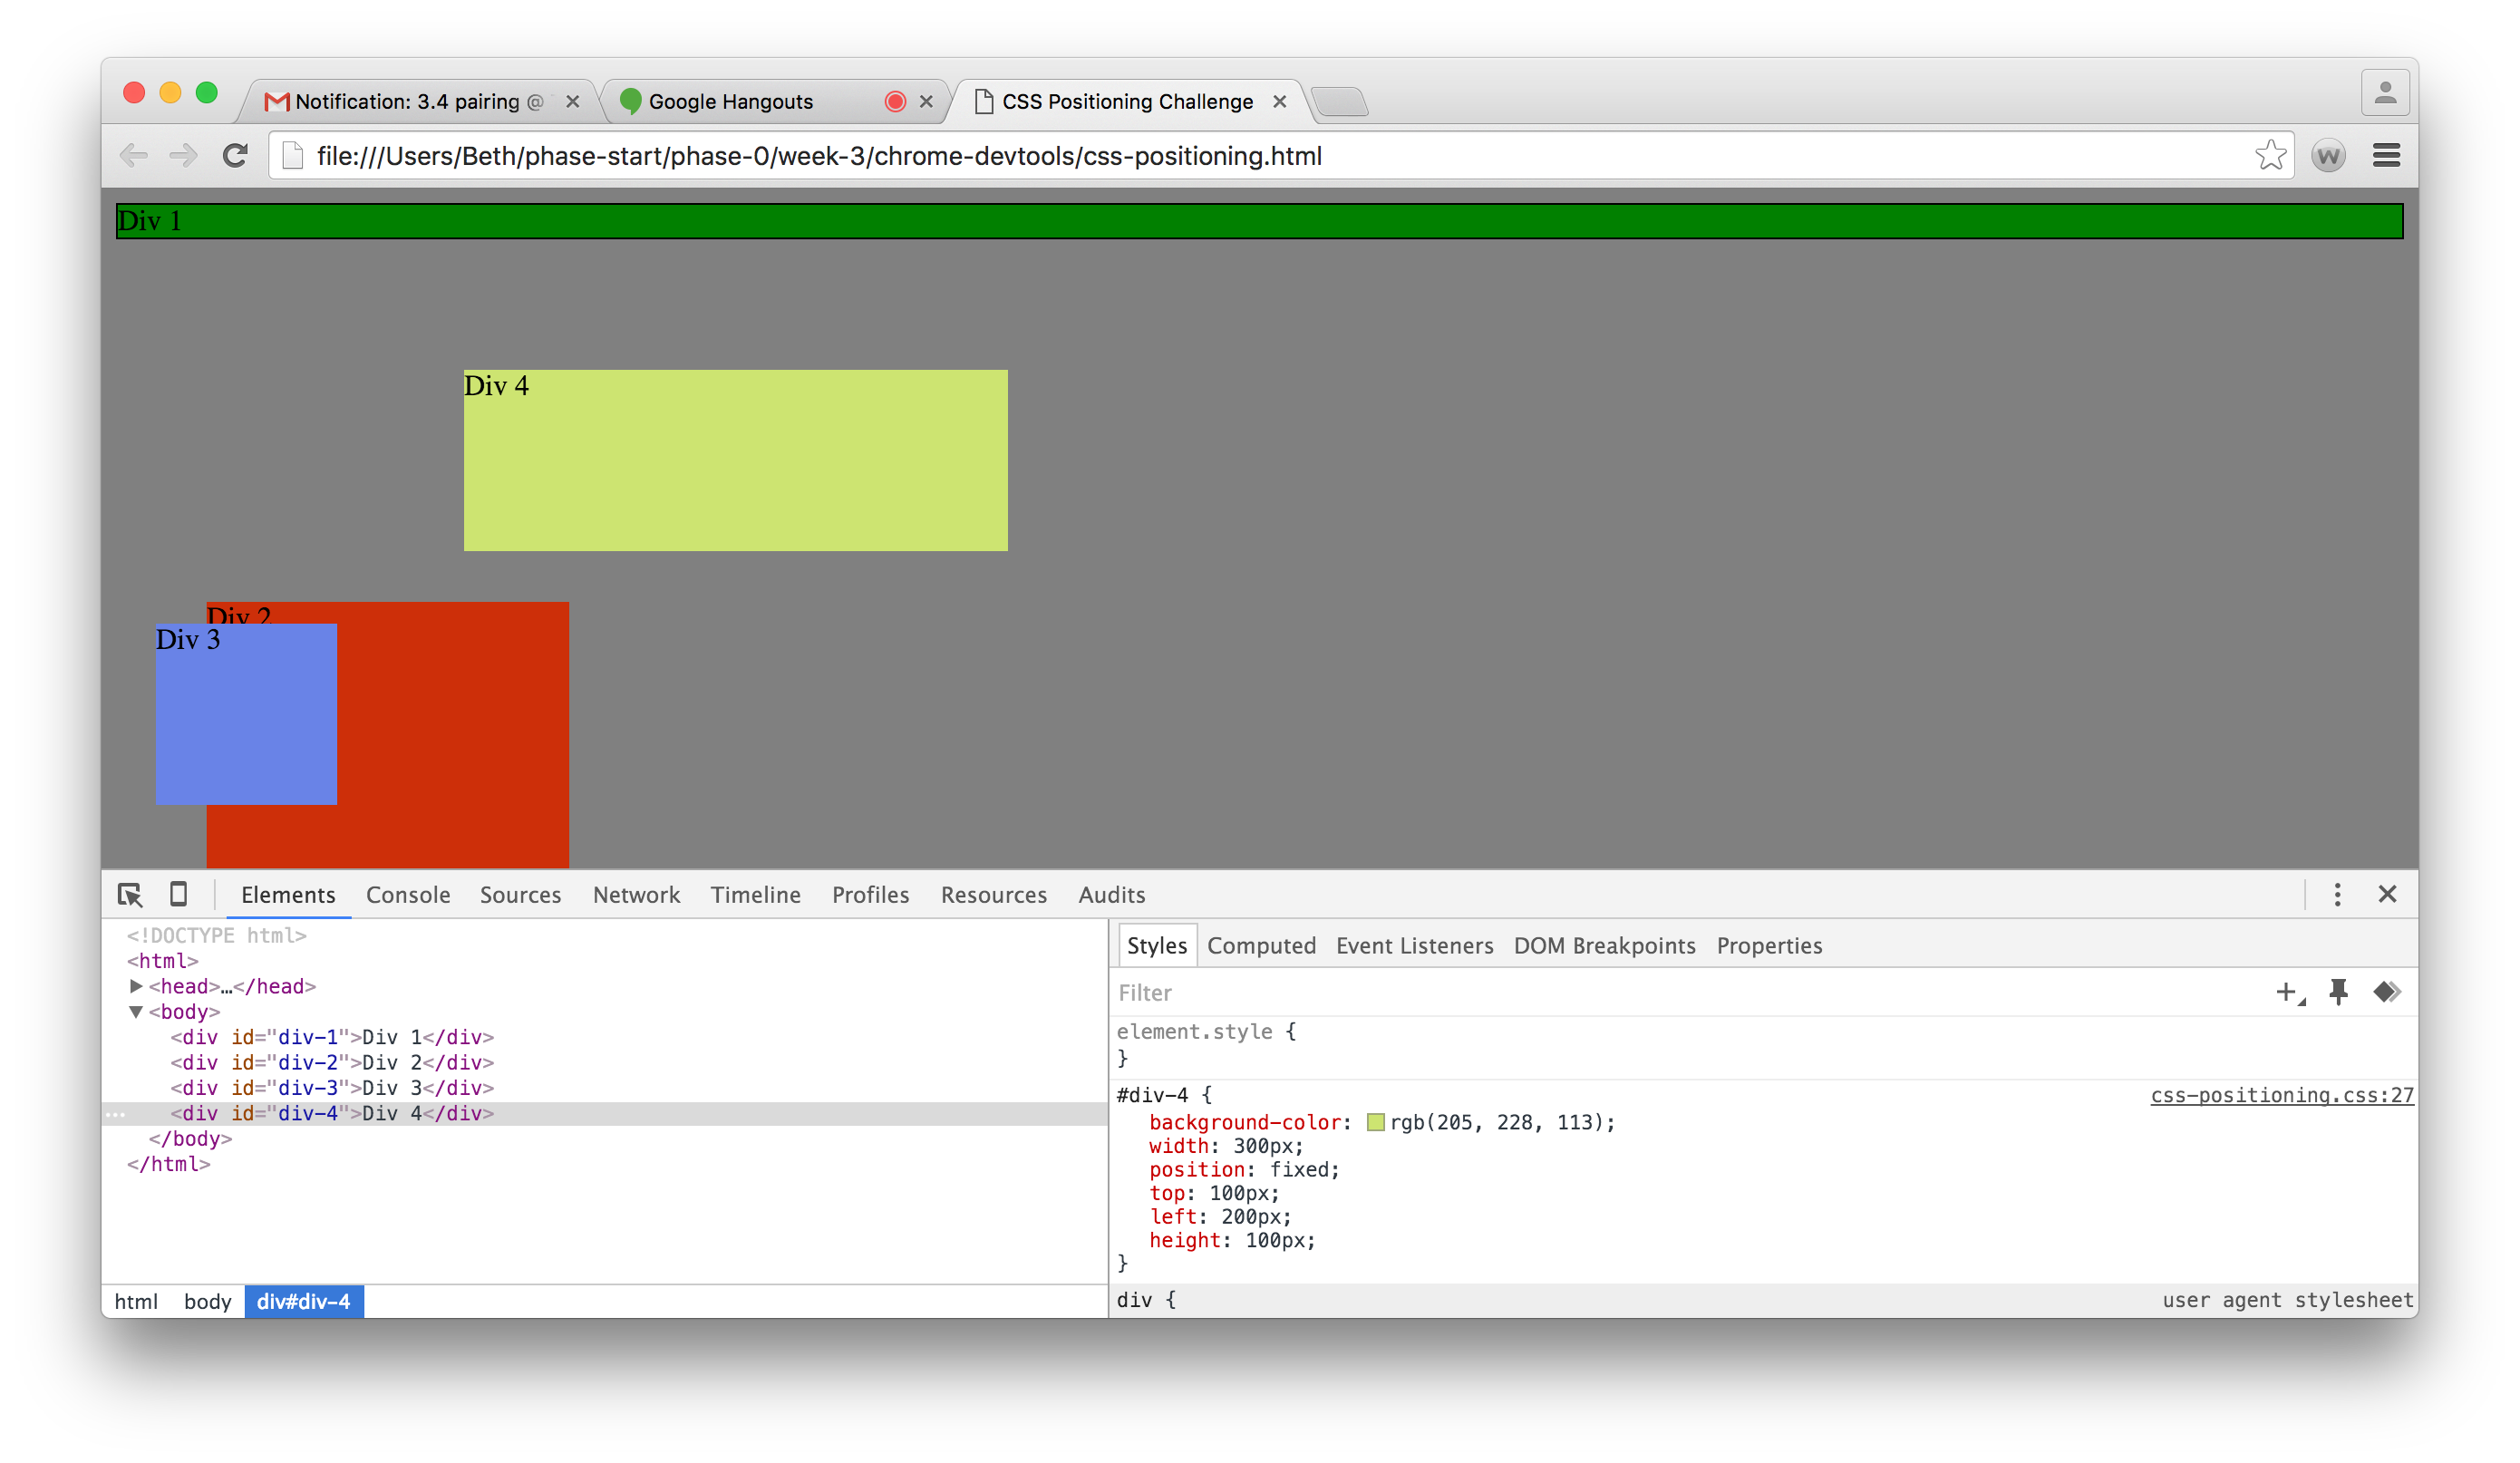 Notification: 3.4 pairing @
Google Hangouts
CSS Positioning Challenge
file:///Users/Beth/phase-start/phase-0/week-3/chrome-devtools/css-positioning.html
W
Div 1
Div 4
Div 2
Div 3
Elements Console Sources Network Timeline Profiles Resources Audits
<!DOCTYPE html>
<html>
<head>…</head>
<body>
<div id="div-1">Div 1</div>
<div id="div-2">Div 2</div>
<div id="div-3">Div 3</div>
<div id="div-4">Div 4</div>
</body>
</html>
html body div#div-4
Styles Computed Event Listeners DOM Breakpoints Properties
Filter
element.style {
}
#div-4 { css-positioning.css:27
background-color: rgb(205, 228, 113);
width: 300px;
position: fixed;
top: 100px;
left: 200px;
height: 100px;
}
div { user agent stylesheet